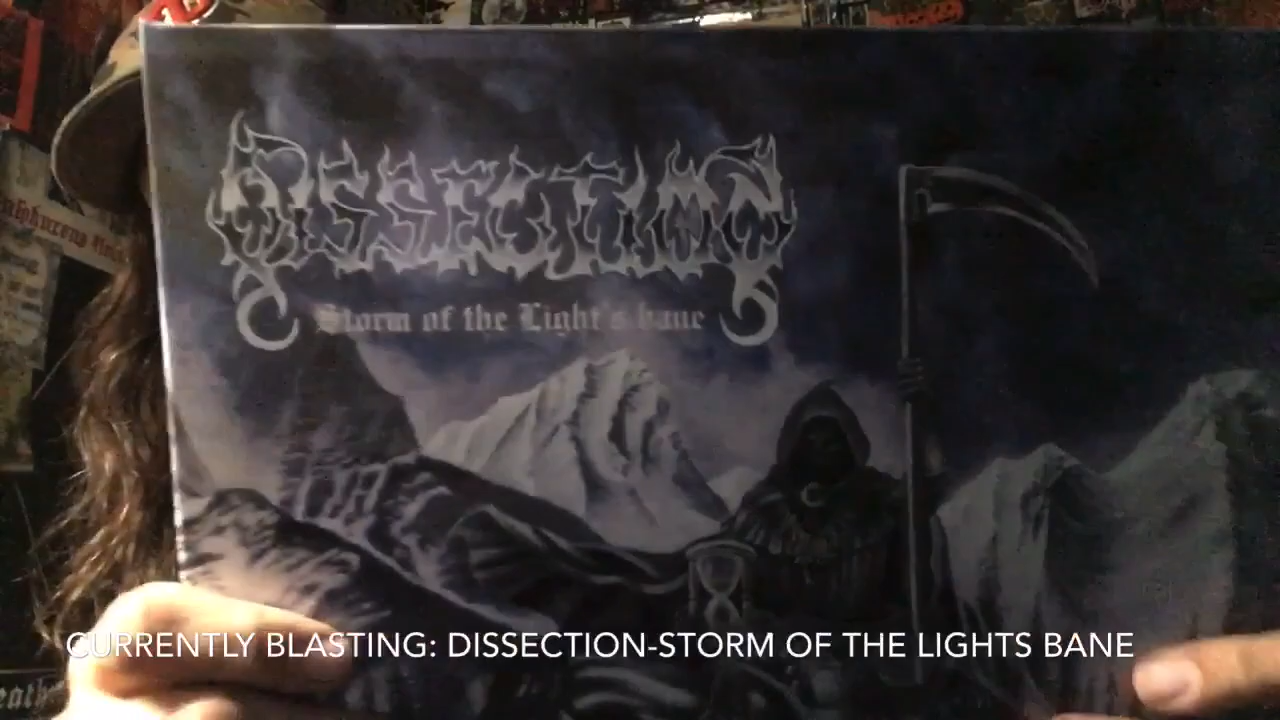 DISSECTION
Storm of the Light's bane
CURRENTLY BLASTING: DISSECTION-STORM OF THE LIGHTS BANE